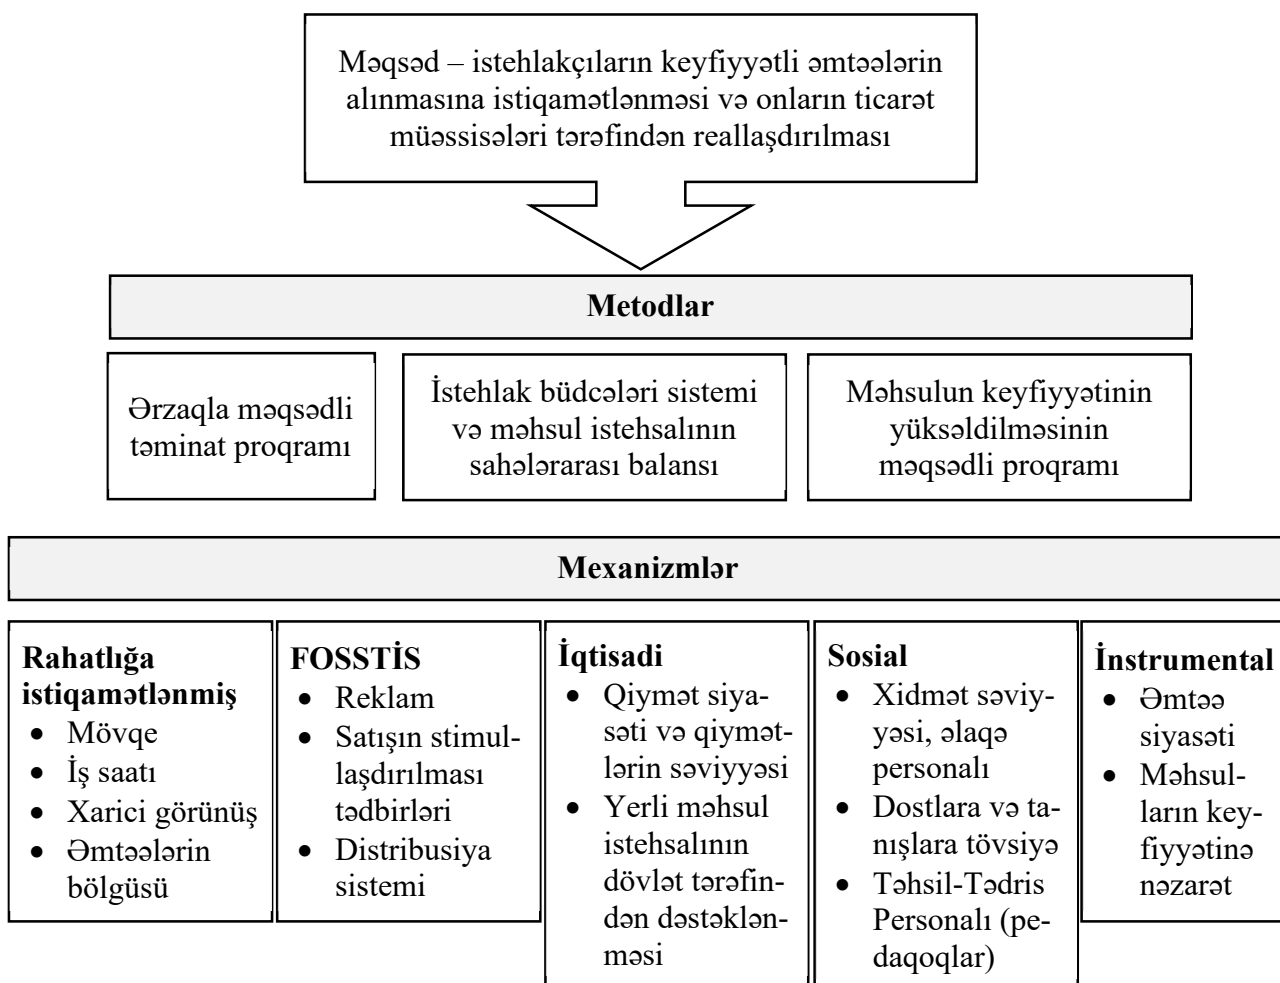 Məqsəd – istehlakçıların keyfiyyətli əmtəələrin
alınmasına istiqamətlənməsi və onların ticarət
müəssisələri tərəfindən reallaşdırılması
Metodlar
Ərzaqla məqsədli
təminat proqramı
İstehlak büdcələri sistemi
və məhsul istehsalının
sahələrarası balansı
Məhsulun keyfiyyətinin
yüksəldilməsinin
məqsədli proqramı
Mexanizmlər
Rahatlığa
istiqamətlənmiş
• Mövqe
• İş saatı
• Xarici görünüş
• Əmtəələrin
bölgüsü
FOSSTİS
• Reklam
• Satışın stimul-
laşdırılması
tədbirləri
• Distribusiya
sistemi
İqtisadi
• Qiymət siya-
səti və qiymət-
lərin səviyyəsi
• Yerli məhsul
istehsalının
dövlət tərəfin-
dən dəstəklən-
məsi
Sosial
• Xidmət səviy-
yəsi, əlaqə
personalı
• Dostlara və ta-
nışlara tövsiyə
• Təhsil-Tədris
Personalı (pe-
daqoqlar)
İnstrumental
• Əmtəə
siyasəti
• Məhsul-
ların key-
fiyyətinə
nəzarət